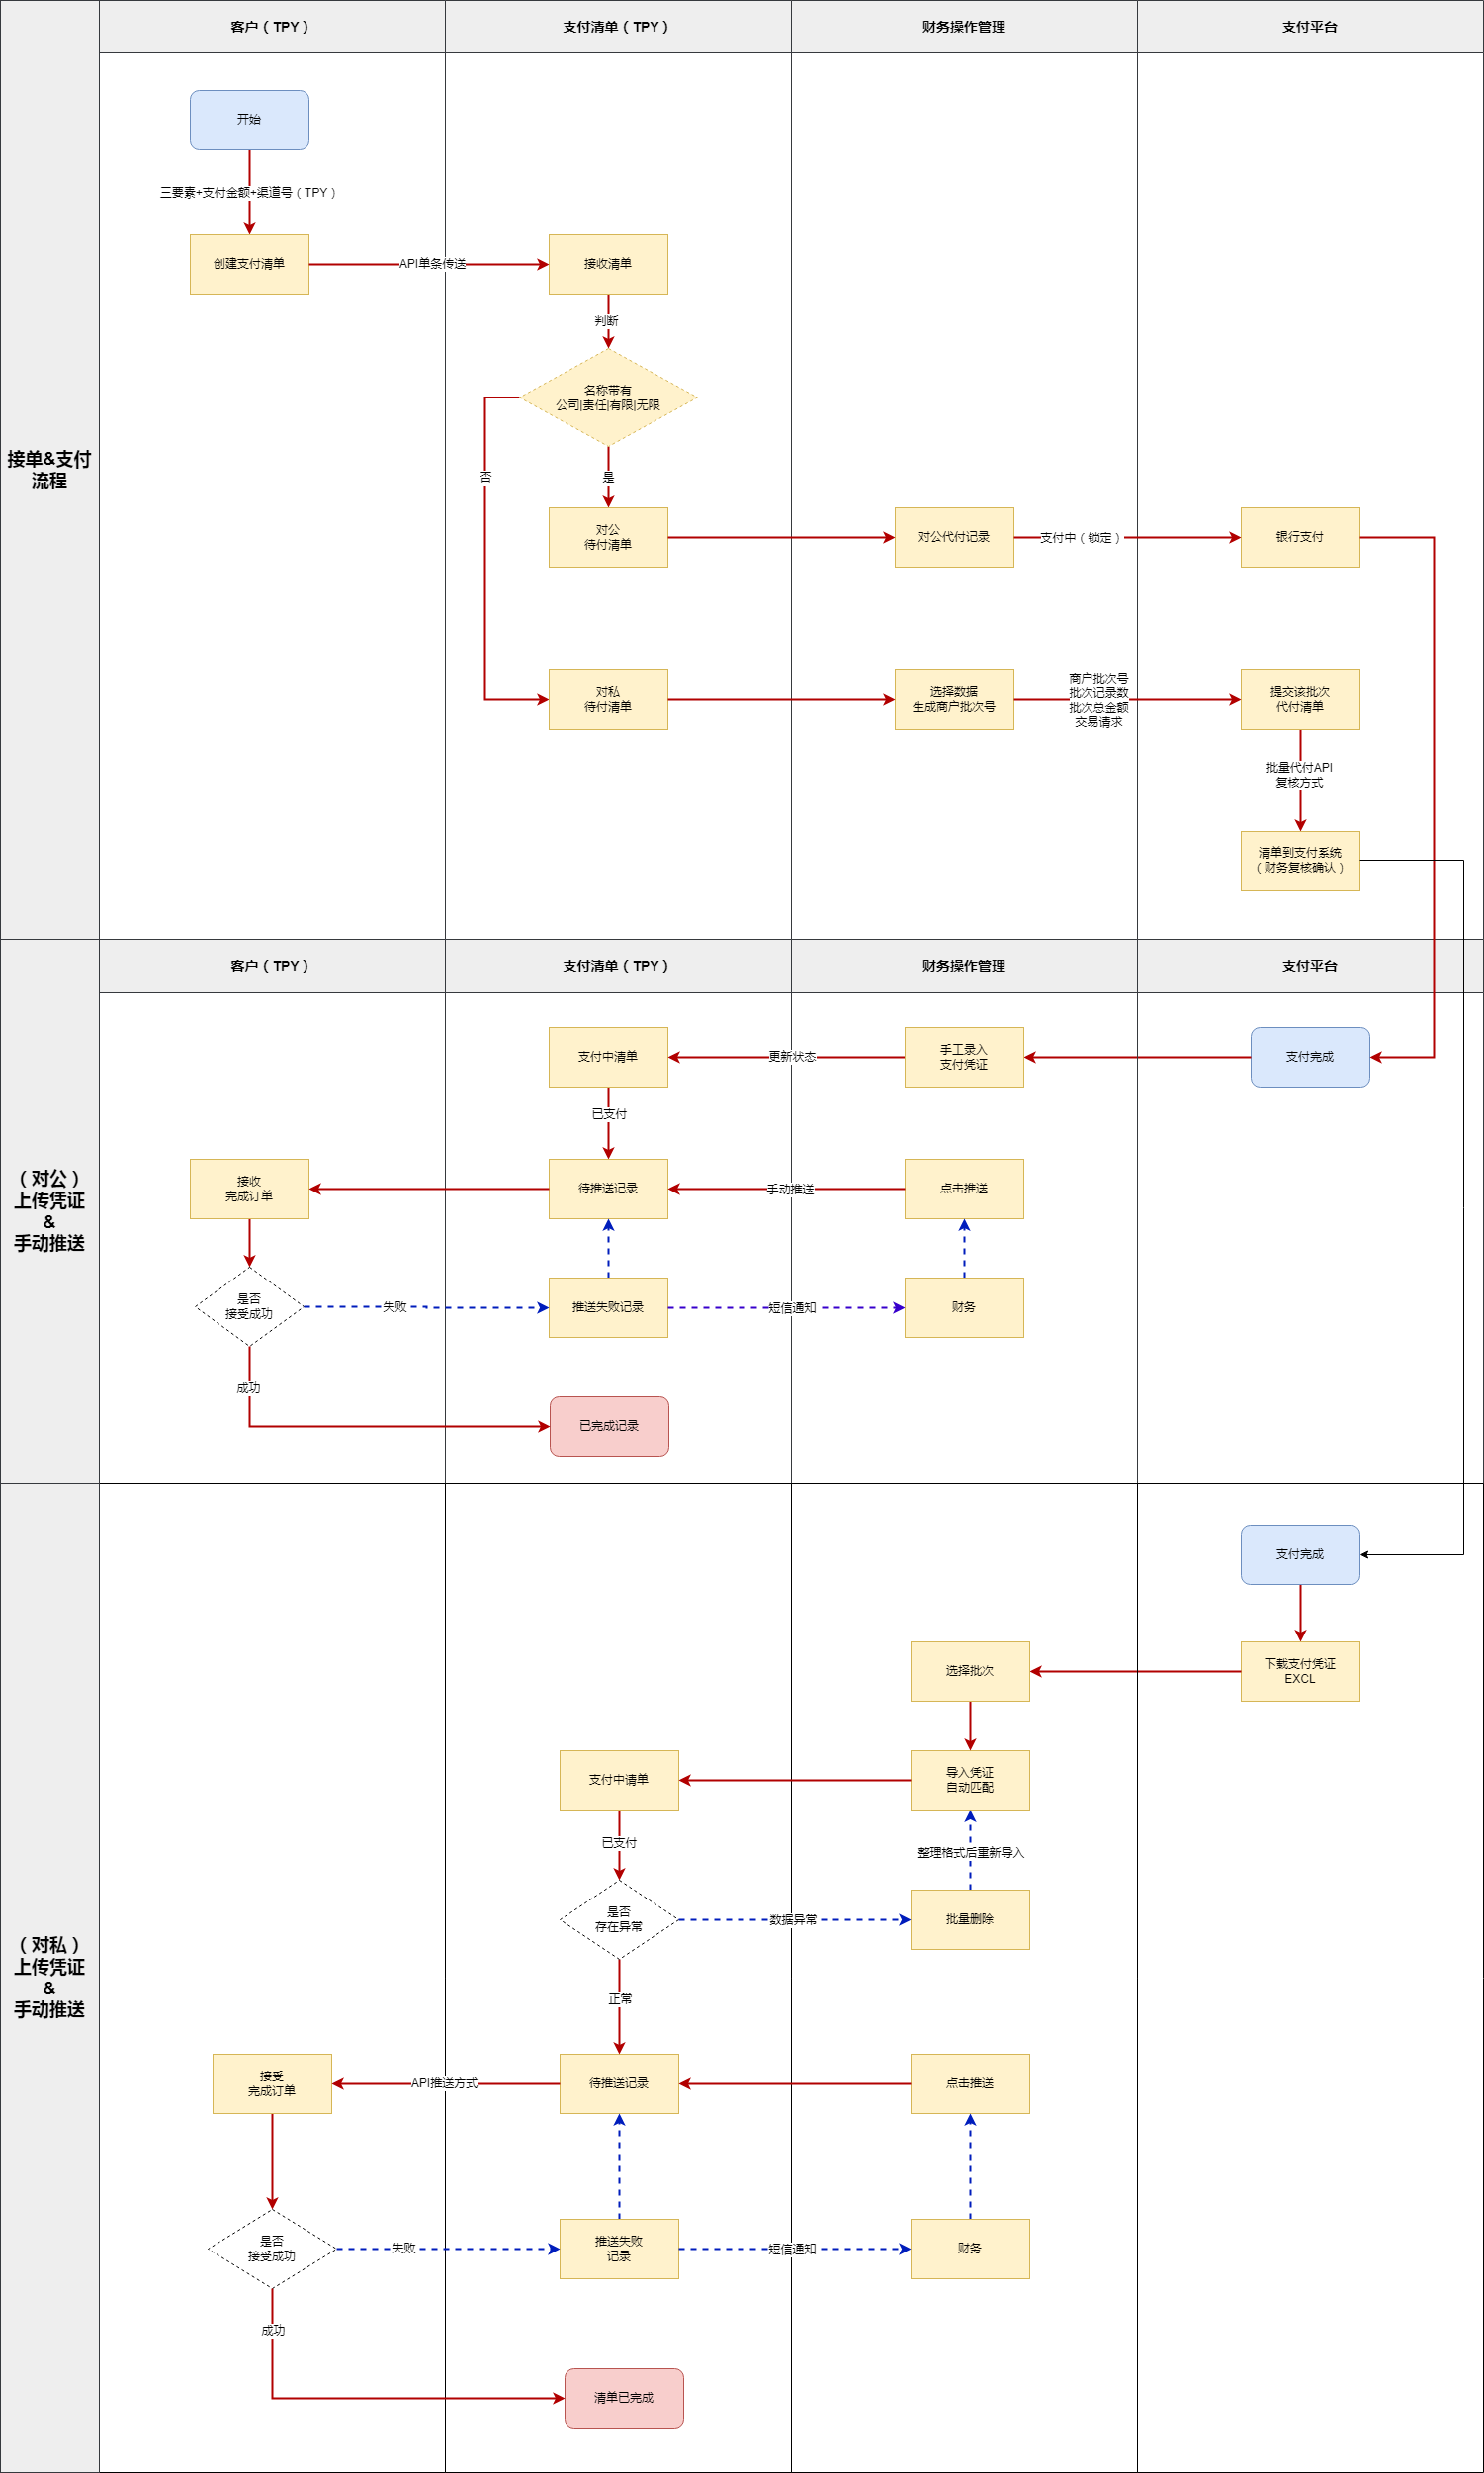 客户（TPY）
支付清单（TPY）
财务操作管理
支付平台
接单&支付
流程
开始
三要素+支付金额+渠道号（TPY）
创建支付清单
API单条传送
接收清单
判断
名称带有
公司|责任|有限|无限
否
是
对公
待付清单
对公代付记录
支付中（锁定）
银行支付
对私
待付清单
选择数据
生成商户批次号
商户批次号
批次记录数
批次总金额
交易请求
提交该批次
代付清单
批量代付API
复核方式
清单到支付系统
（财务复核确认）
客户（TPY）
支付清单（TPY）
财务操作管理
支付平台
（对公）
上传凭证
&
手动推送
支付中清单
更新状态
手工录入
支付凭证
支付完成
已支付
接收
完成订单
待推送记录
手动推送
点击推送
是否
接受成功
失败
推送失败记录
短信通知
财务
成功
已完成记录
（对私）
上传凭证
&
手动推送
支付完成
选择批次
下载支付凭证
EXCL
支付中请单
导入凭证
自动匹配
已支付
整理格式后重新导入
是否
存在异常
数据异常
批量删除
正常
接受
完成订单
API推送方式
待推送记录
点击推送
是否
接受成功
失败
推送失败
记录
短信通知
财务
成功
清单已完成